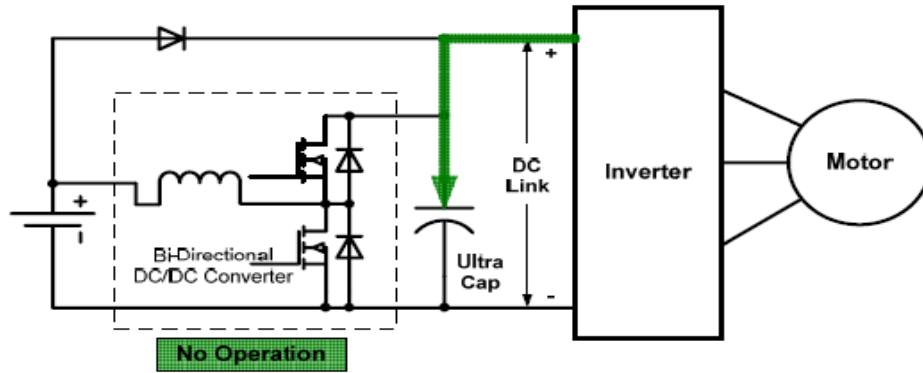 +
DC
Link
-
Inverter
Motor
+
-
Bi-Directional
DC/DC Converter
Ultra
Cap
No Operation